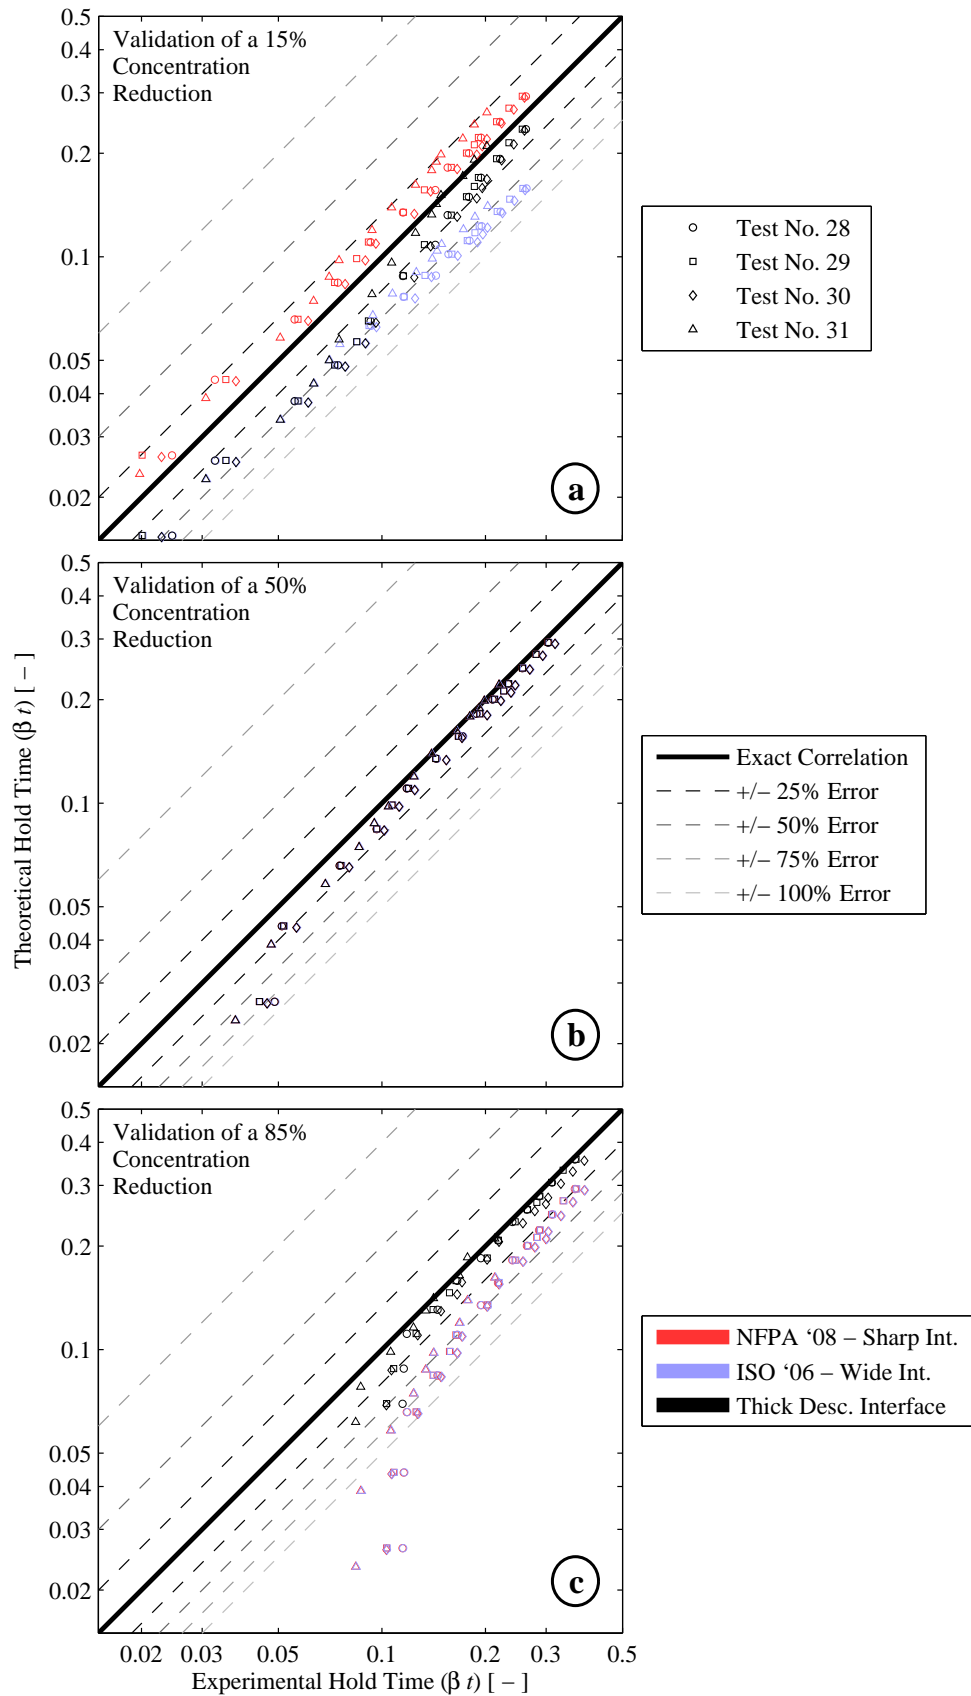 0.5
0.4
0.3
0.2
0.1
0.05
0.04
0.03
0.02
Validation of a 15%
Concentration
Reduction
a
Test No. 28
Test No. 29
Test No. 30
Test No. 31
Theoretical Hold Time (β t) [ – ]
0.5
0.4
0.3
0.2
0.1
0.05
0.04
0.03
0.02
Validation of a 50%
Concentration
Reduction
b
Exact Correlation
+/– 25% Error
+/– 50% Error
+/– 75% Error
+/– 100% Error
0.5
0.4
0.3
0.2
0.1
0.05
0.04
0.03
0.02
Validation of a 85%
Concentration
Reduction
c
NFPA ‘08 – Sharp Int.
ISO ‘06 – Wide Int.
Thick Desc. Interface
0.02 0.03 0.05 0.1 0.2 0.3 0.5
Experimental Hold Time (β t) [ – ]